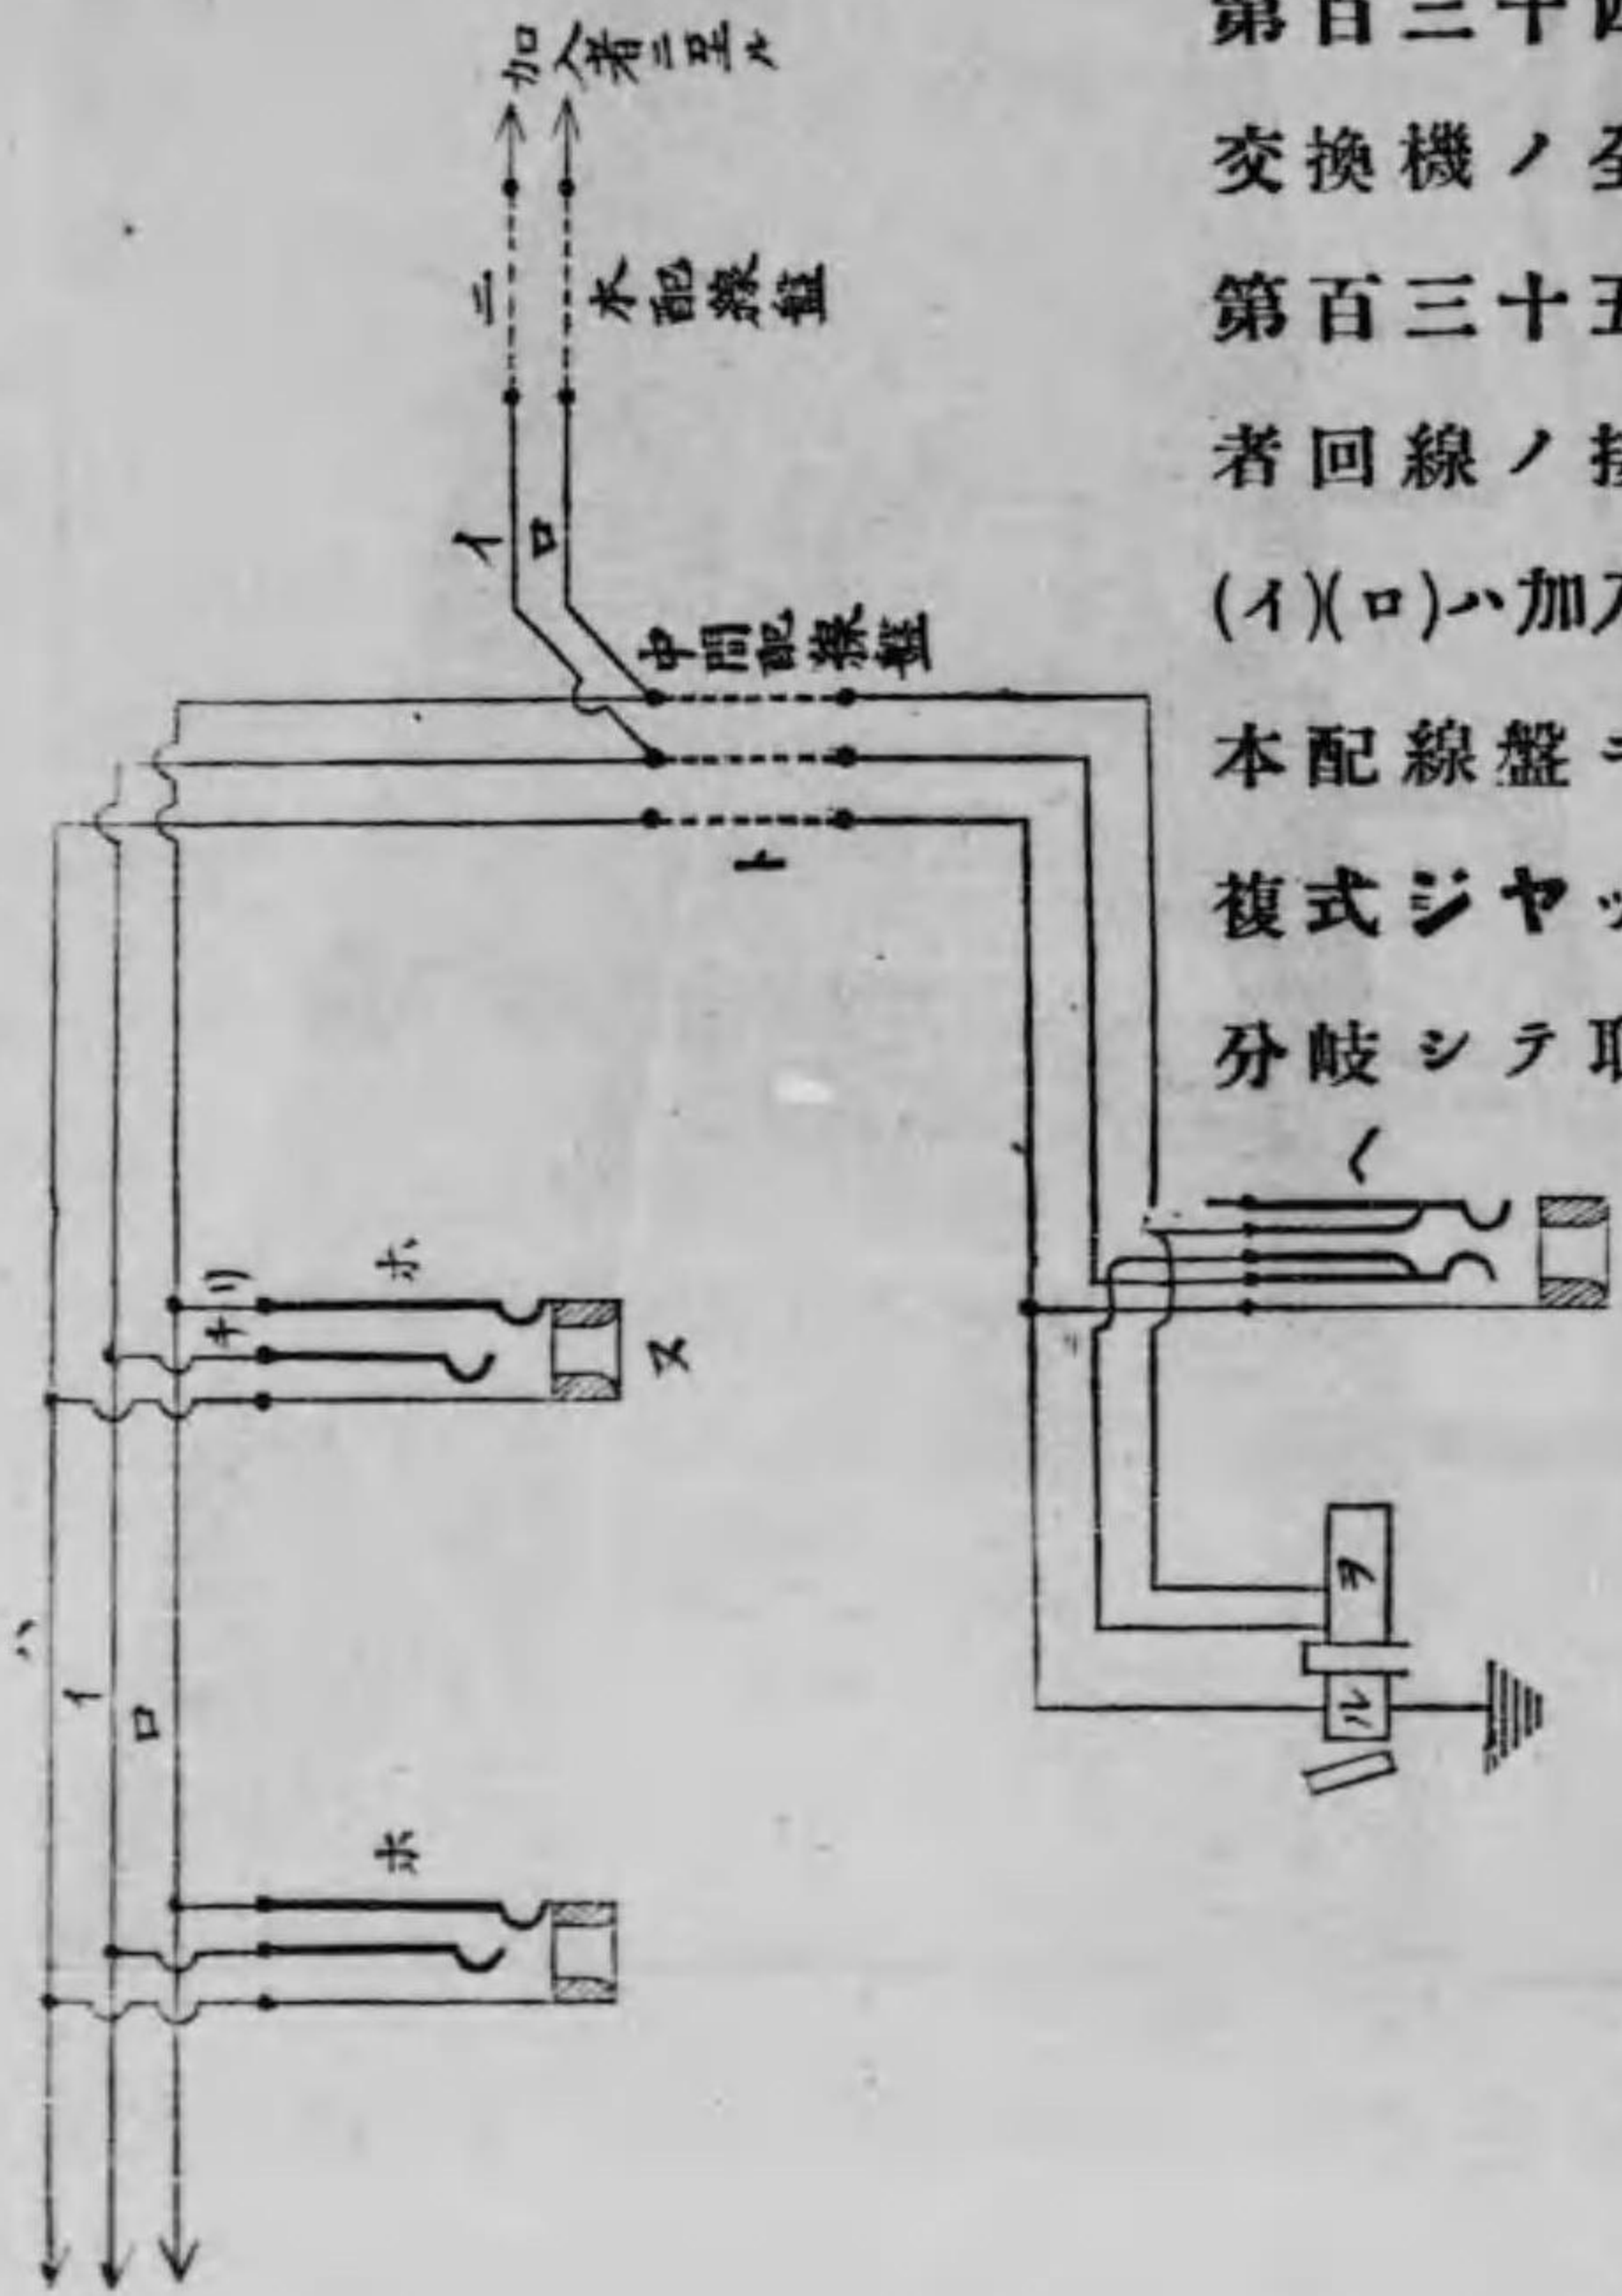 第百三十四
交換機ノ全
第百三十五
者回線ノ接
(イ)(ロ)ハ加入
本配線盤
複式ジヤッ
分岐シテ取
加入者ニ至ル
ニ
本配線盤
イ
ロ
中間配線盤
ト
ヘ
リ
チ
ホ
ヌ
ハ
イ
ロ
ホ
ヲ
ル